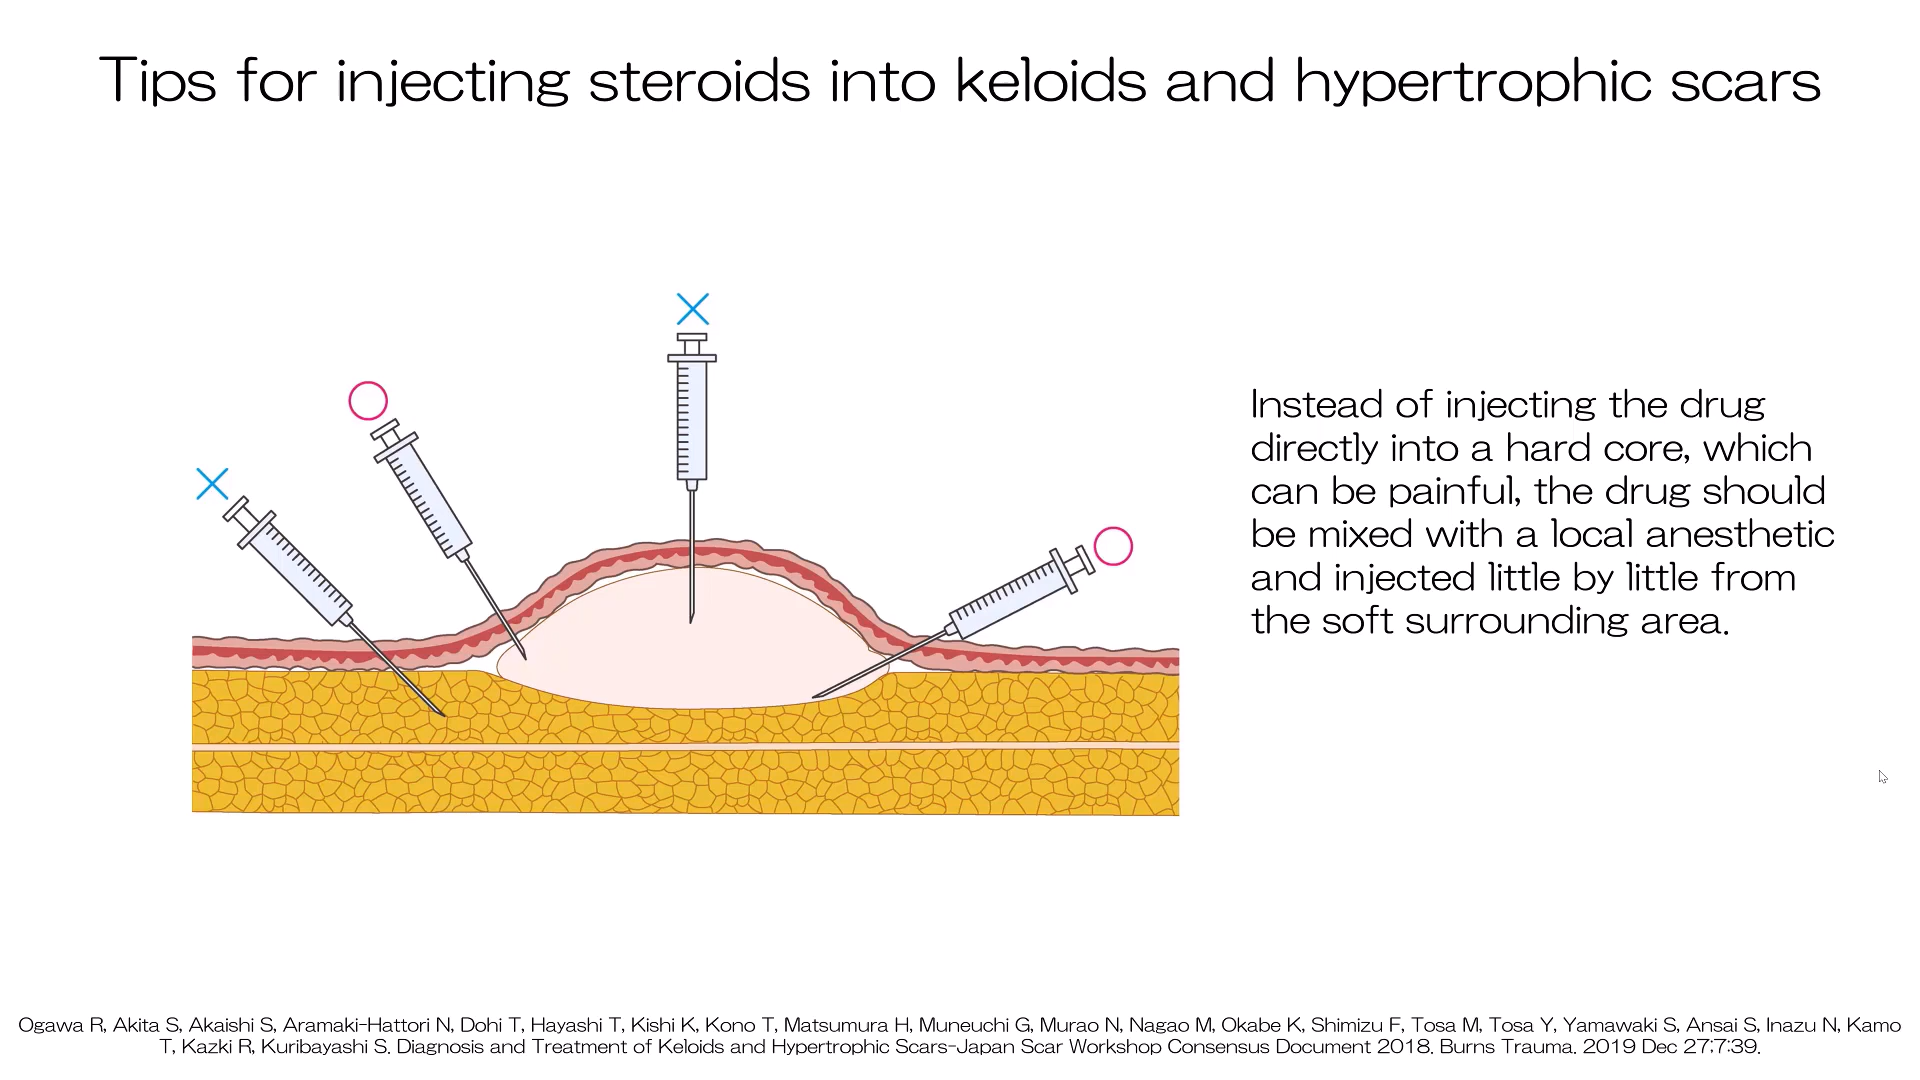 Tips for injecting steroids into keloids and hypertrophic scars
Instead of injecting the drug
directly into a hard core, which
can be painful, the drug should
be mixed with a local anesthetic
and injected little by little from
the soft surrounding area.
Ogawa R, Akita S, Akaishi S, Aramaki-Hattori N, Dohi T, Hayashi T, Kishi K, Kono T, Matsumura H, Muneuchi G, Murao N, Nagao M, Okabe K, Shimizu F, Tosa M, Tosa Y, Yamawaki S, Ansai S, Inazu N, Kamo
T, Kazki R, Kuribayashi S. Diagnosis and Treatment of Keloids and Hypertrophic Scars-Japan Scar Workshop Consensus Document 2018. Burns Trauma. 2019 Dec 27;7:39.